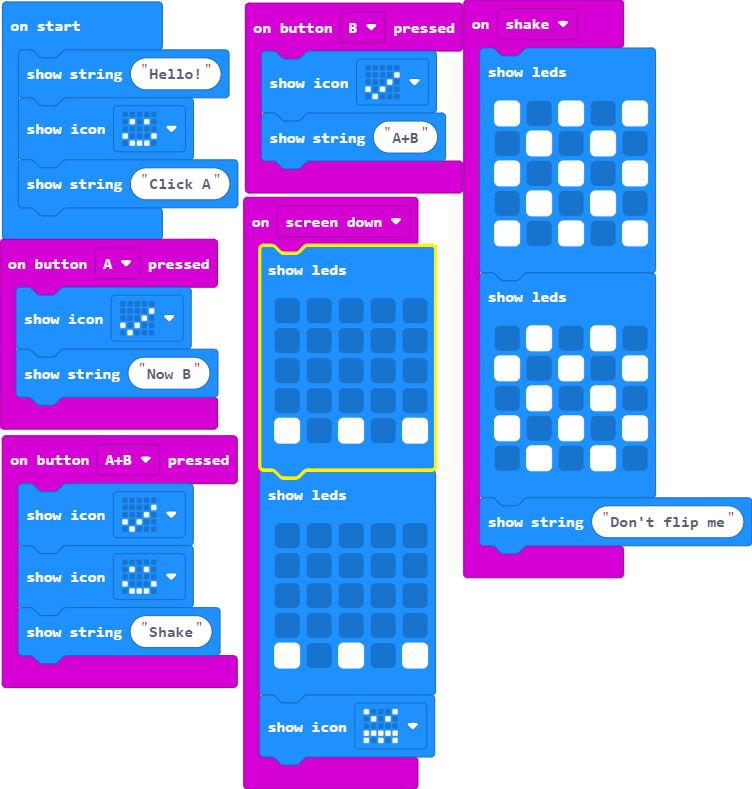 on start
show string "Hello!"
show icon
show string "Click A"
on button A pressed
show icon
show string "Now B"
on button A+B pressed
show icon
show icon
show string "Shake"
on button B pressed
show icon
show string "A+B"
on screen down
show leds
show leds
show icon
on shake
show leds
show leds
show string "Don't flip me"